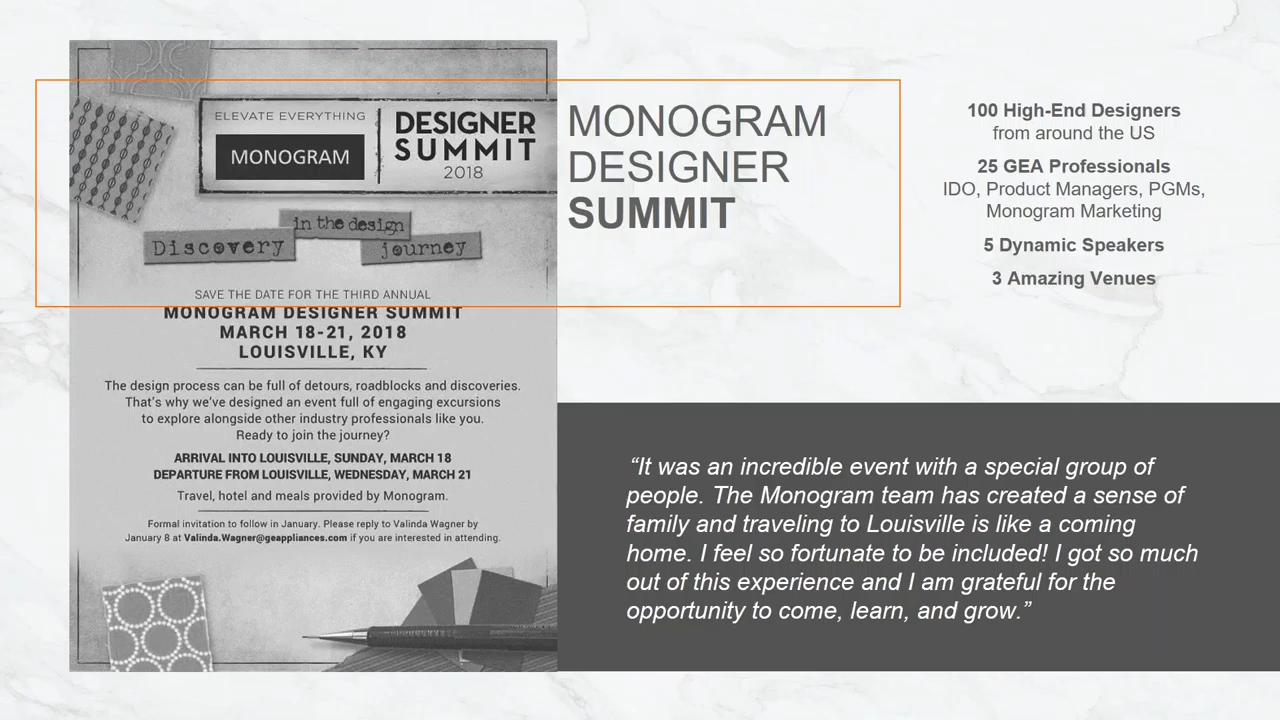 ELEVATE EVERYTHING
MONOGRAM
DESIGNER
SUMMIT
2018
Discovery
in the design
journey
SAVE THE DATE FOR THE THIRD ANNUAL
MONOGRAM DESIGNER SUMMIT
MARCH 18-21, 2018
LOUISVILLE, KY
The design process can be full of detours, roadblocks and discoveries.
That's why we've designed an event full of engaging excursions
to explore alongside other industry professionals like you.
Ready to join the journey?
ARRIVAL INTO LOUISVILLE, SUNDAY, MARCH 18
DEPARTURE FROM LOUISVILLE, WEDNESDAY, MARCH 21
Travel, hotel and meals provided by Monogram.
Formal invitation to follow in January. Please reply to Valinda Wagner by
January 8 at Valinda.Wagner@geappliances.com if you are interested in attending.
MONOGRAM
DESIGNER
SUMMIT
100 High-End Designers
from around the US
25 GEA Professionals
IDO, Product Managers, PGMs,
Monogram Marketing
5 Dynamic Speakers
3 Amazing Venues
“It was an incredible event with a special group of
people. The Monogram team has created a sense of
family and traveling to Louisville is like a coming
home. I feel so fortunate to be included! I got so much
out of this experience and I am grateful for the
opportunity to come, learn, and grow.”